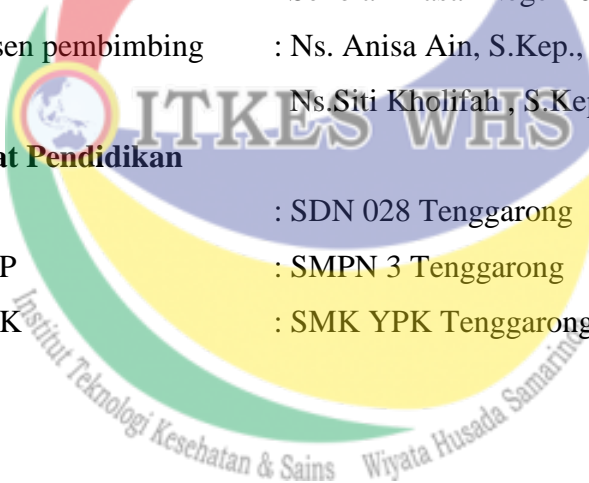 sen pembimbing : Ns. Anisa Ain, S.Kep.,
Ns.Siti Kholifah , S.Kep
ITKES WHS
at Pendidikan
: SDN 028 Tenggarong
P : SMPN 3 Tenggarong
K : SMK YPK Tenggarong
Institut Teknologi Kesehatan & Sains Wiyata Husada Samarinda